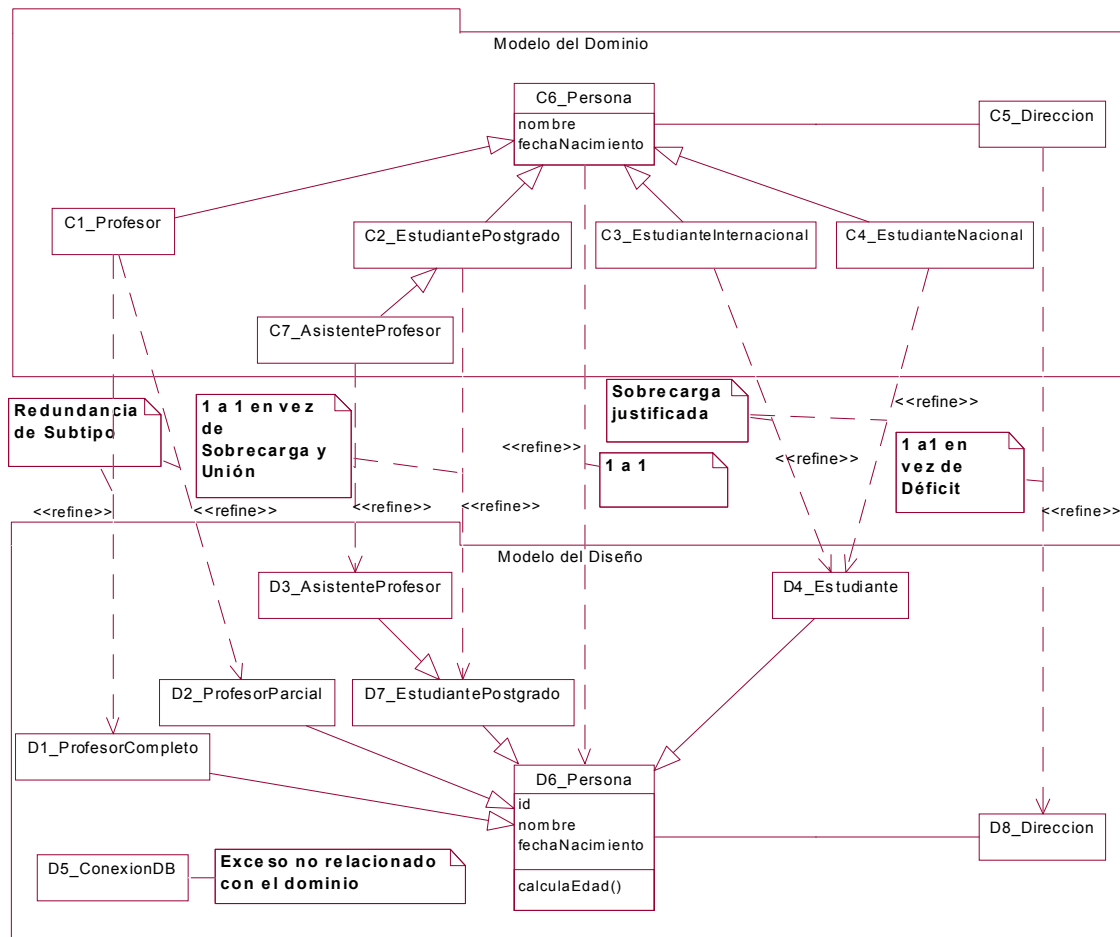 Modelo del Dominio
C6_Persona
nombre
fechaNacimiento
C5_Direccion
C1_Profesor
C2_EstudiantePostgrado
C3_EstudianteInternacional
C4_EstudianteNacional
C7_AsistenteProfesor
Redundancia
de Subtipo
1 a 1 en vez
de
Sobrecarga y
Unión
Sobrecarga
justificada
<<refine>>
1 a1 en
vez de
Déficit
<<refine>>
1 a 1
<<refine>>
<<refine>>
<<refine>>
<<refine>>
<<refine>>
<<refine>>
Modelo del Diseño
D3_AsistenteProfesor
D4_Estudiante
D2_ProfesorParcial
D7_EstudiantePostgrado
D1_ProfesorCompleto
D6_Persona
id
nombre
fechaNacimiento
calculaEdad()
D8_Direccion
D5_ConexionDB
Exceso no relacionado
con el dominio